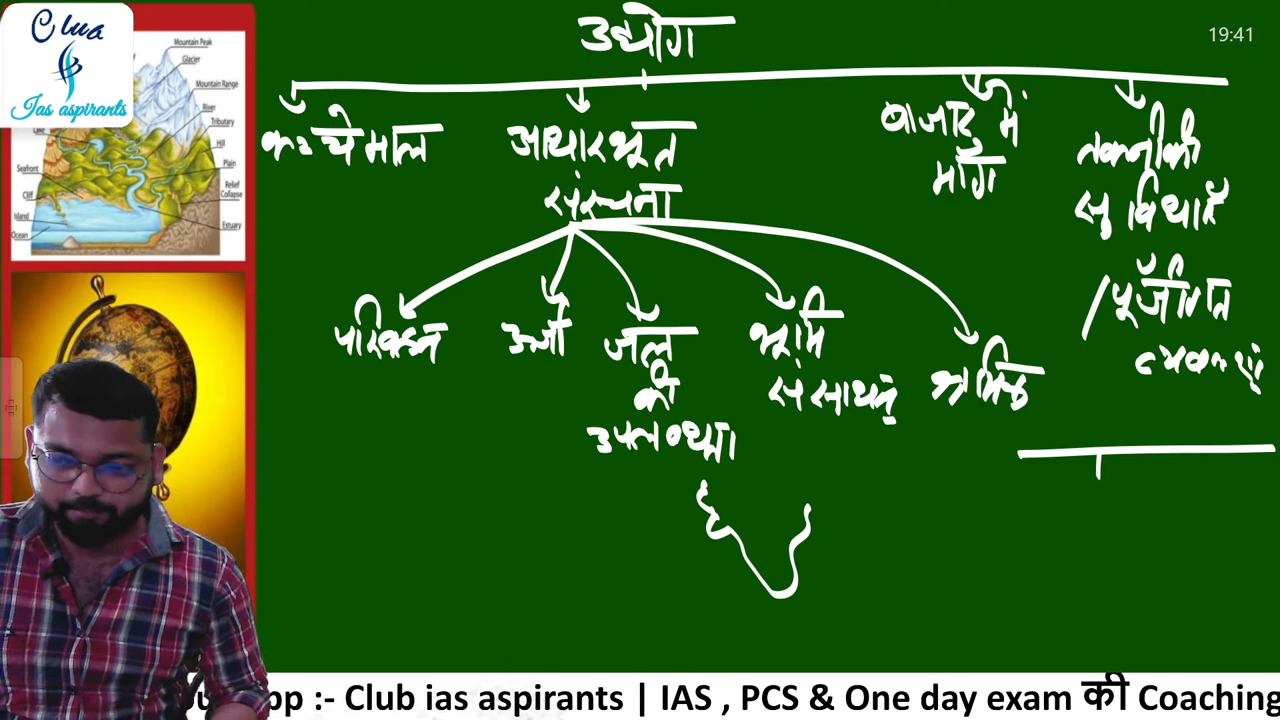 Clua
Ias aspirants
Mountain Peak
Glacier
Mountain Range
River
Tributary
Hill
Plain
Relief
Collapse
Estuary
Lake
Seafront
Cliff
Island
Ocean
19:41
उद्योग
कच्चे माल
आधारभूत
संरचना
बाजार में
माँग
तकनीकी
सुविधाएँ
/पूँजीगत
परिवहन
ऊर्जा
जल
की
उपलब्धता
भूमि
संसाधन
श्रमिक
:- Club ias aspirants | IAS , PCS & One day exam की Coaching